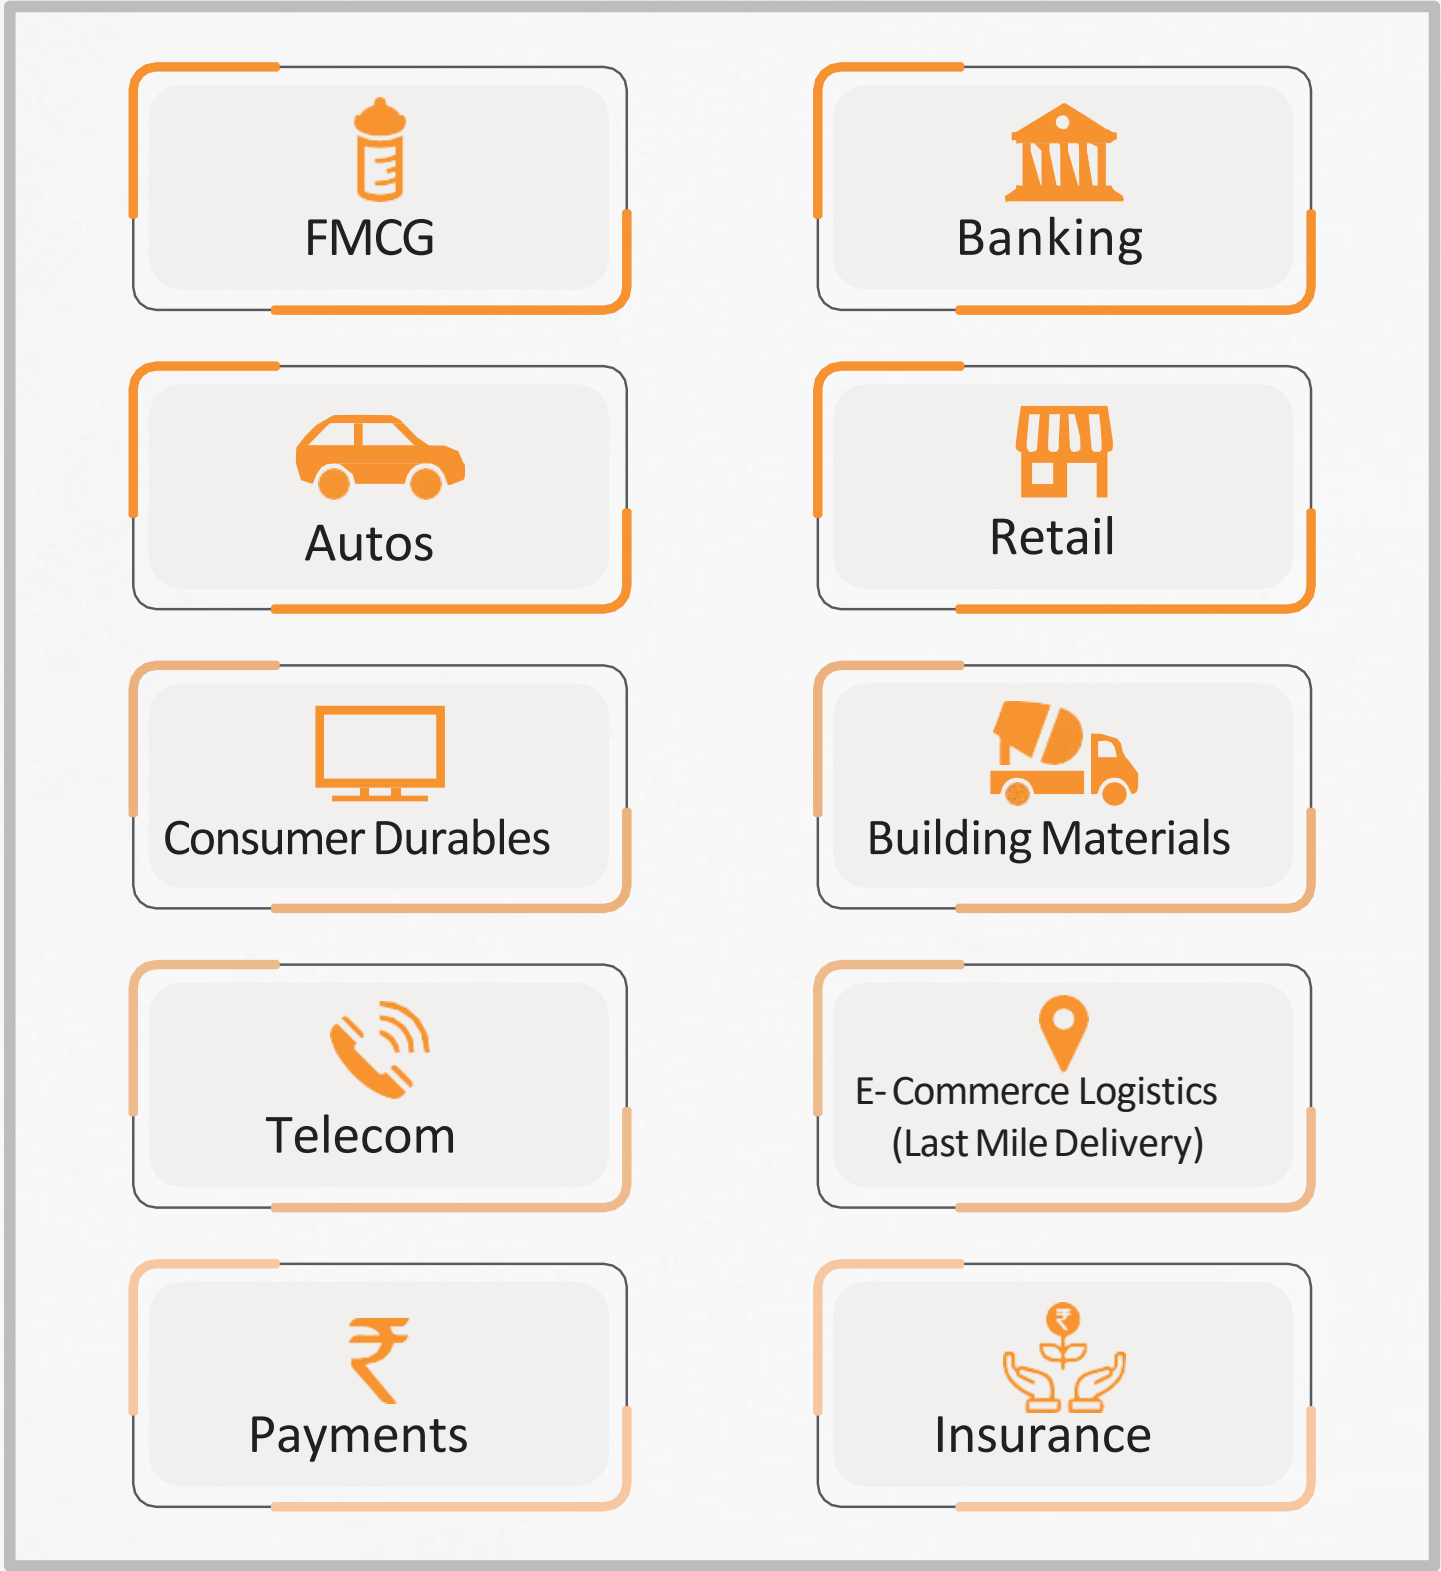 FMCG
Banking
Autos
Retail
Consumer Durables
Building Materials
Telecom
E-Commerce Logistics
(Last Mile Delivery)
₹
Payments
₹
Insurance